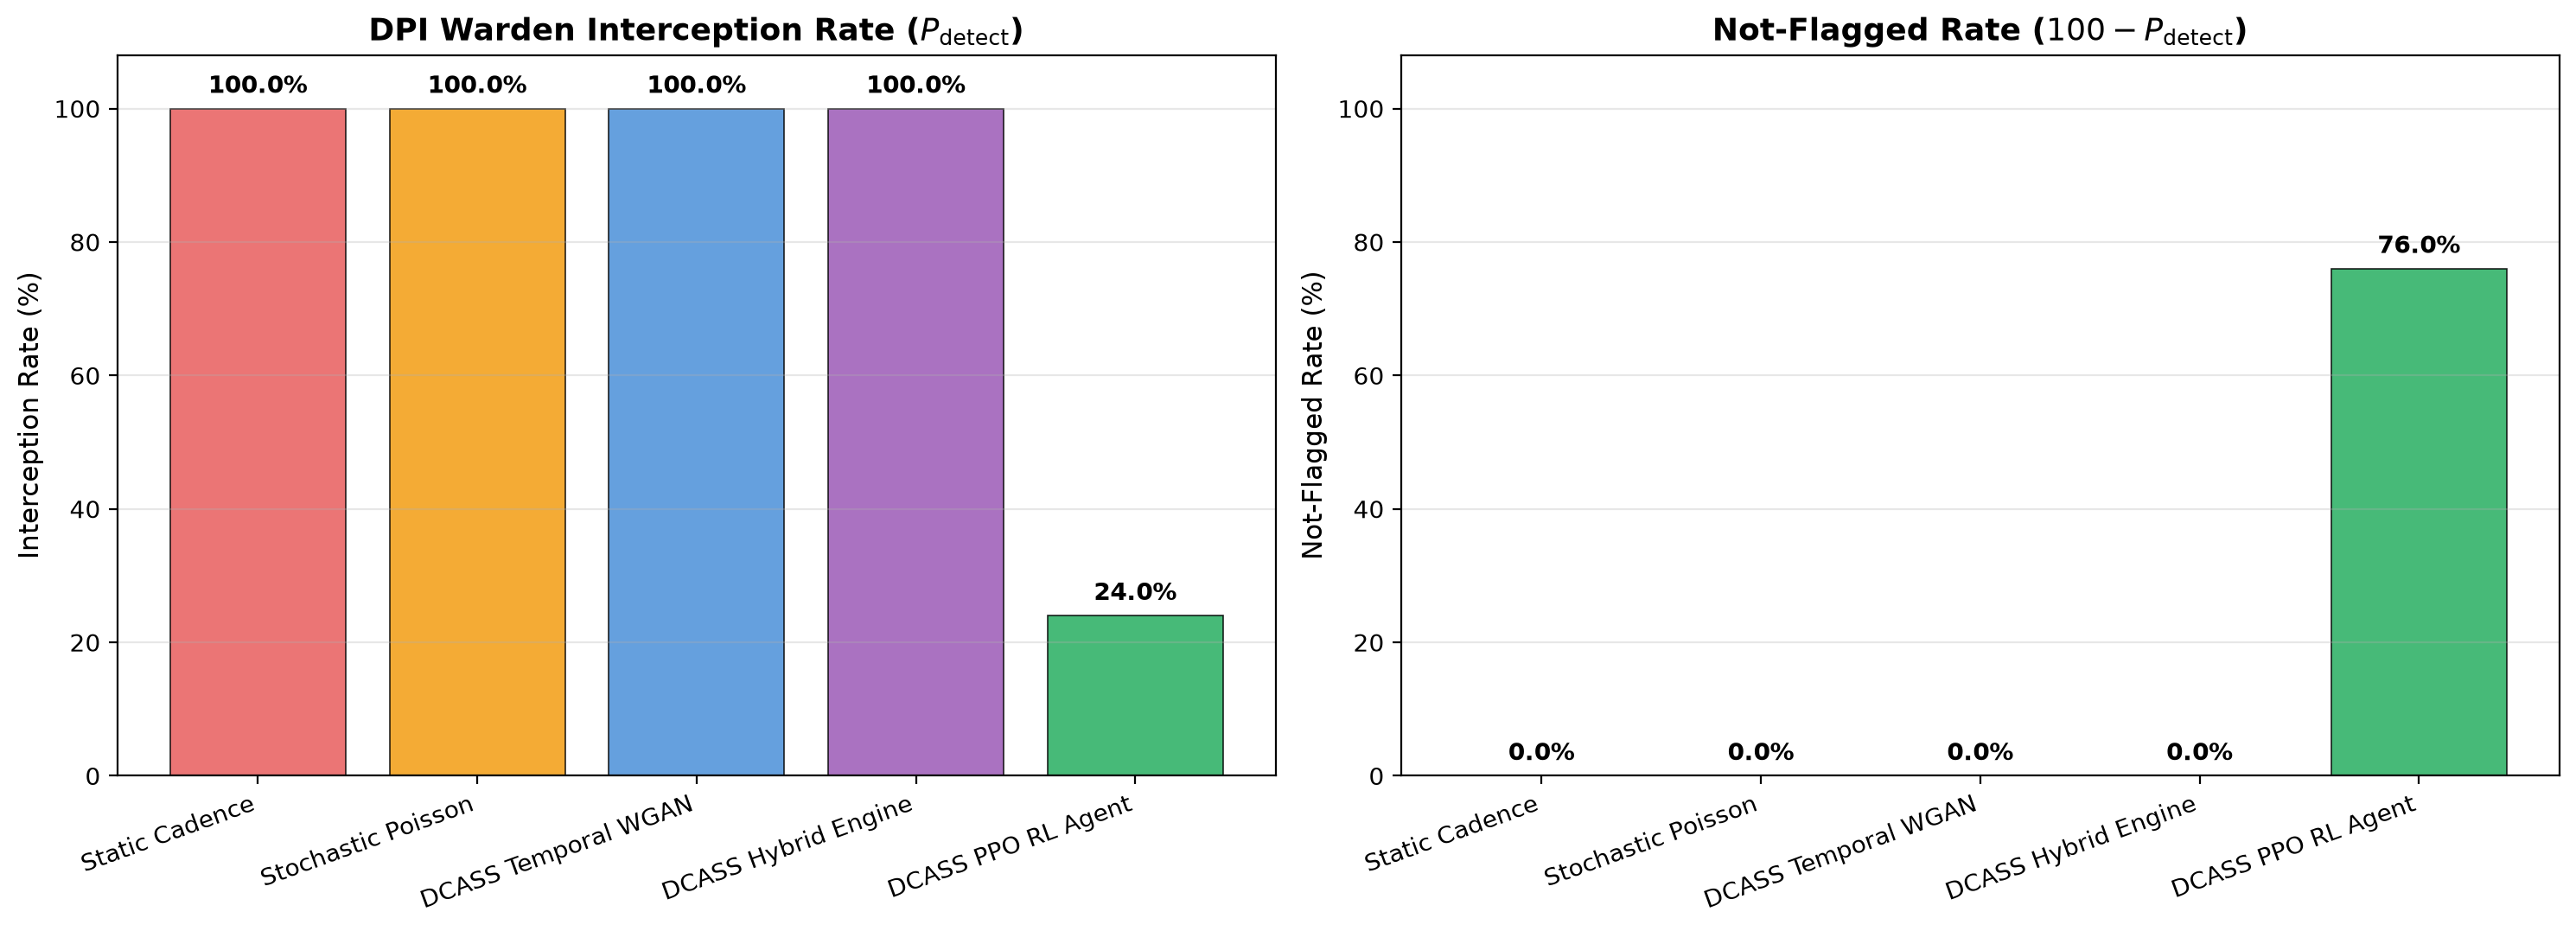 DPI Warden Interception Rate (P_detect)
100.0%
100.0%
100.0%
100.0%
24.0%
Interception Rate (%)
100
80
60
40
20
0
Static Cadence
Stochastic Poisson
DCASS Temporal WGAN
DCASS Hybrid Engine
DCASS PPO RL Agent
Not-Flagged Rate (100 − P_detect)
0.0%
0.0%
0.0%
0.0%
76.0%
Not-Flagged Rate (%)
100
80
60
40
20
0
Static Cadence
Stochastic Poisson
DCASS Temporal WGAN
DCASS Hybrid Engine
DCASS PPO RL Agent